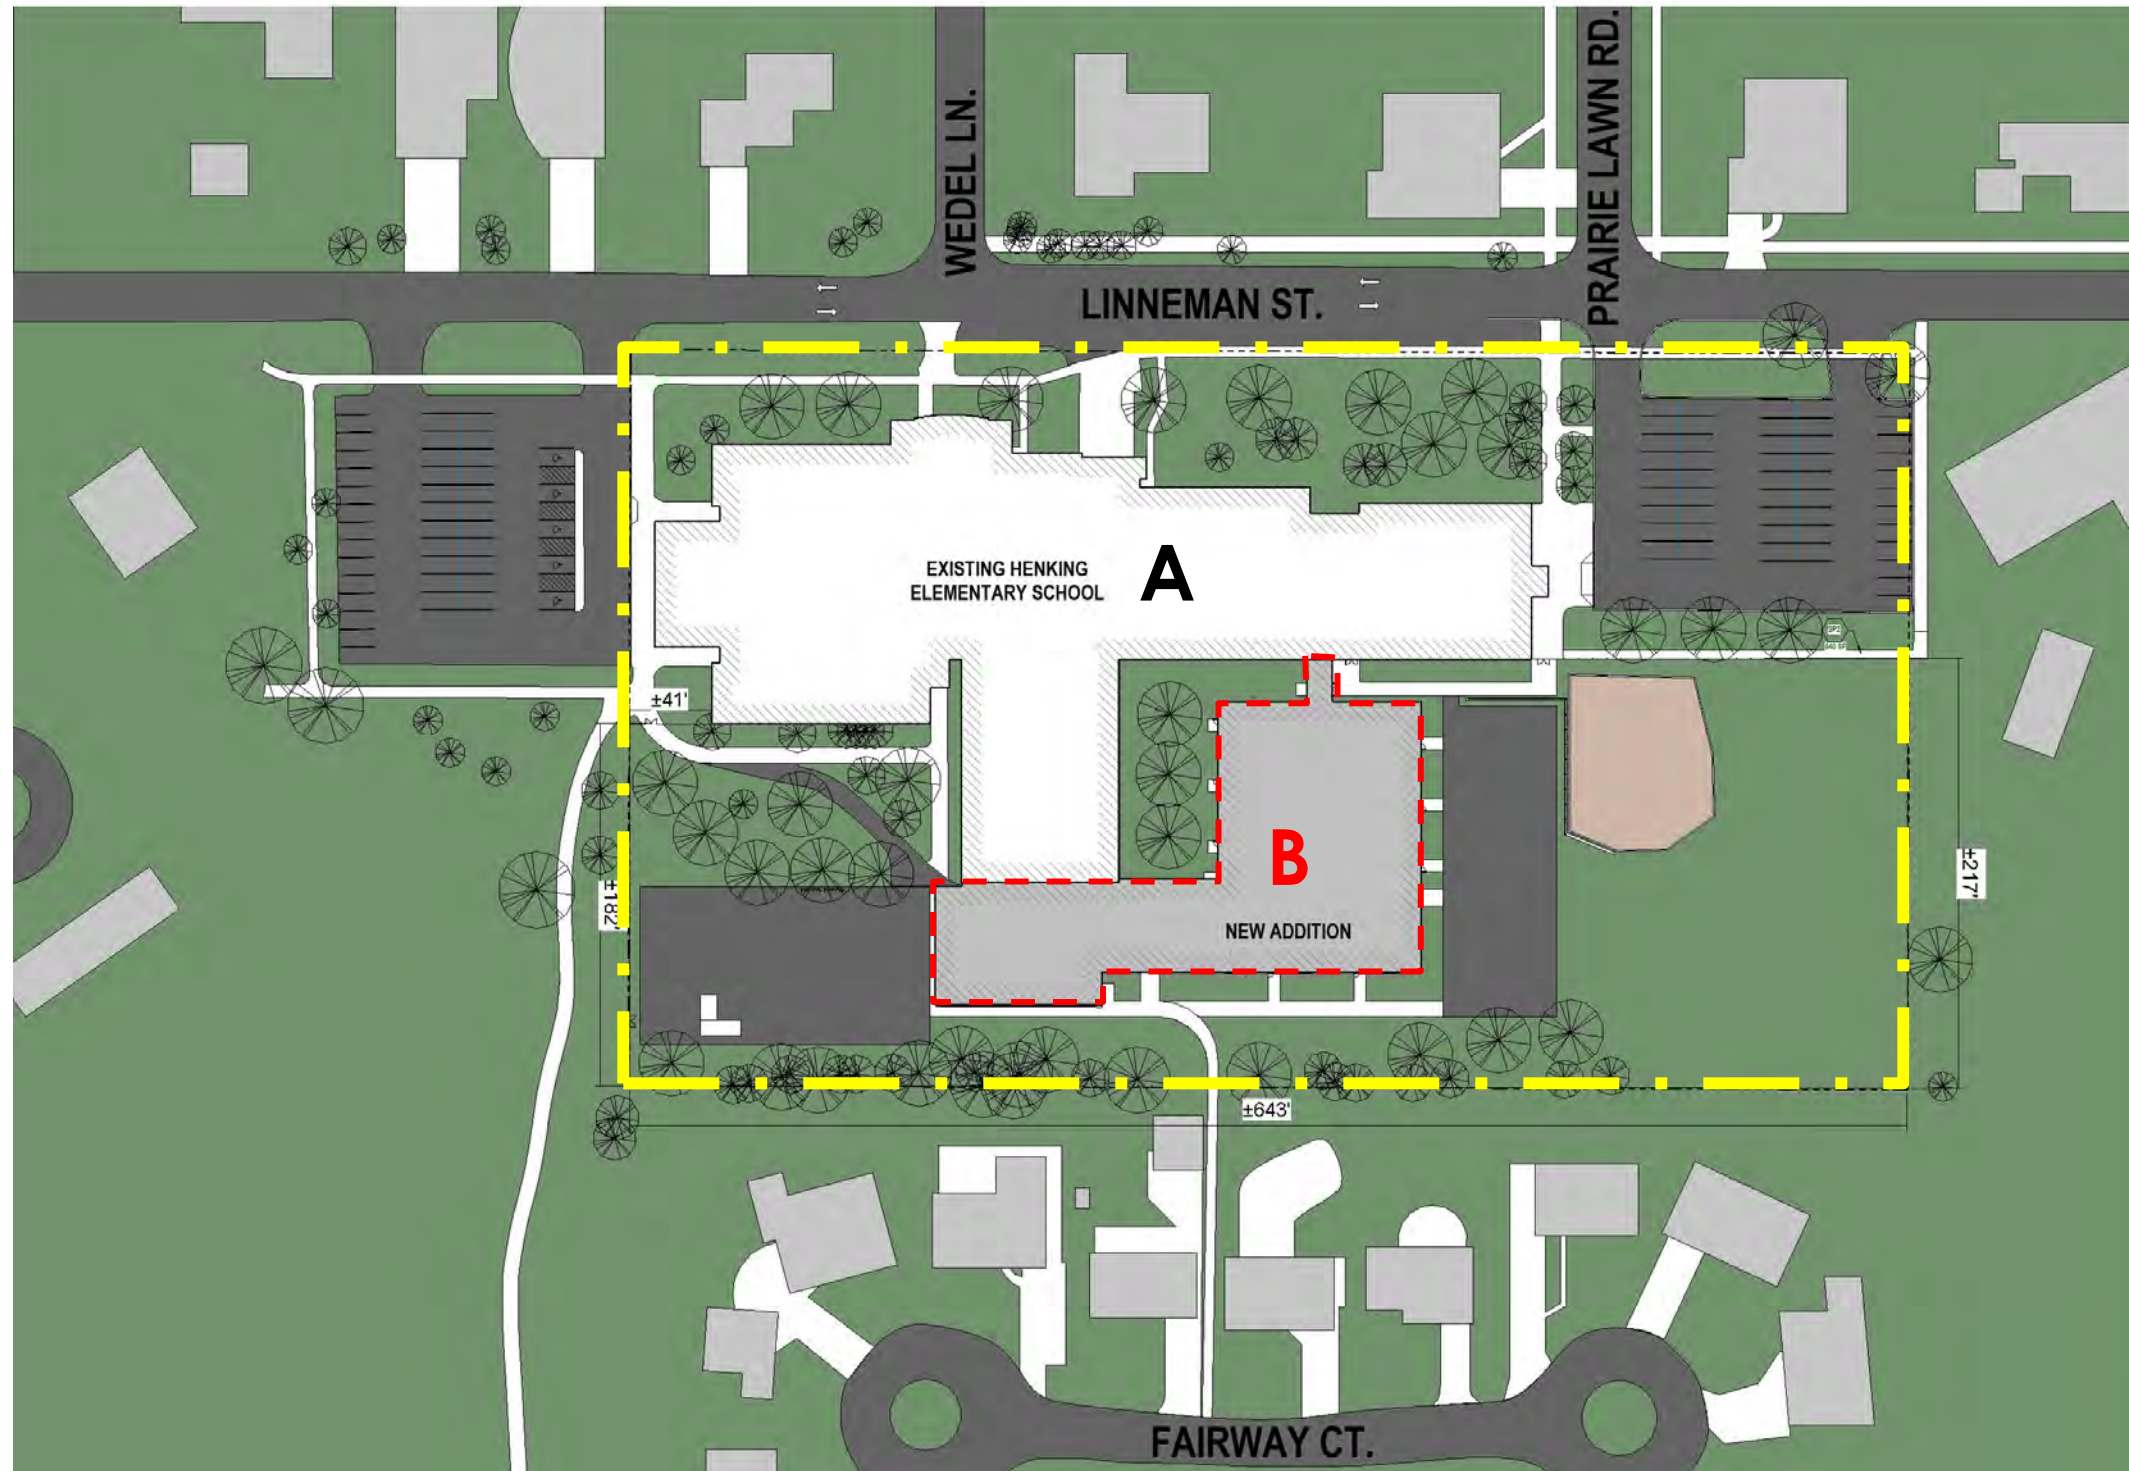 WEDEL LN.
PRAIRIE LAWN RD.
LINNEMAN ST.
EXISTING HENKING
ELEMENTARY SCHOOL
A
±41'
B
NEW ADDITION
±182'
±217'
±643'
FAIRWAY CT.